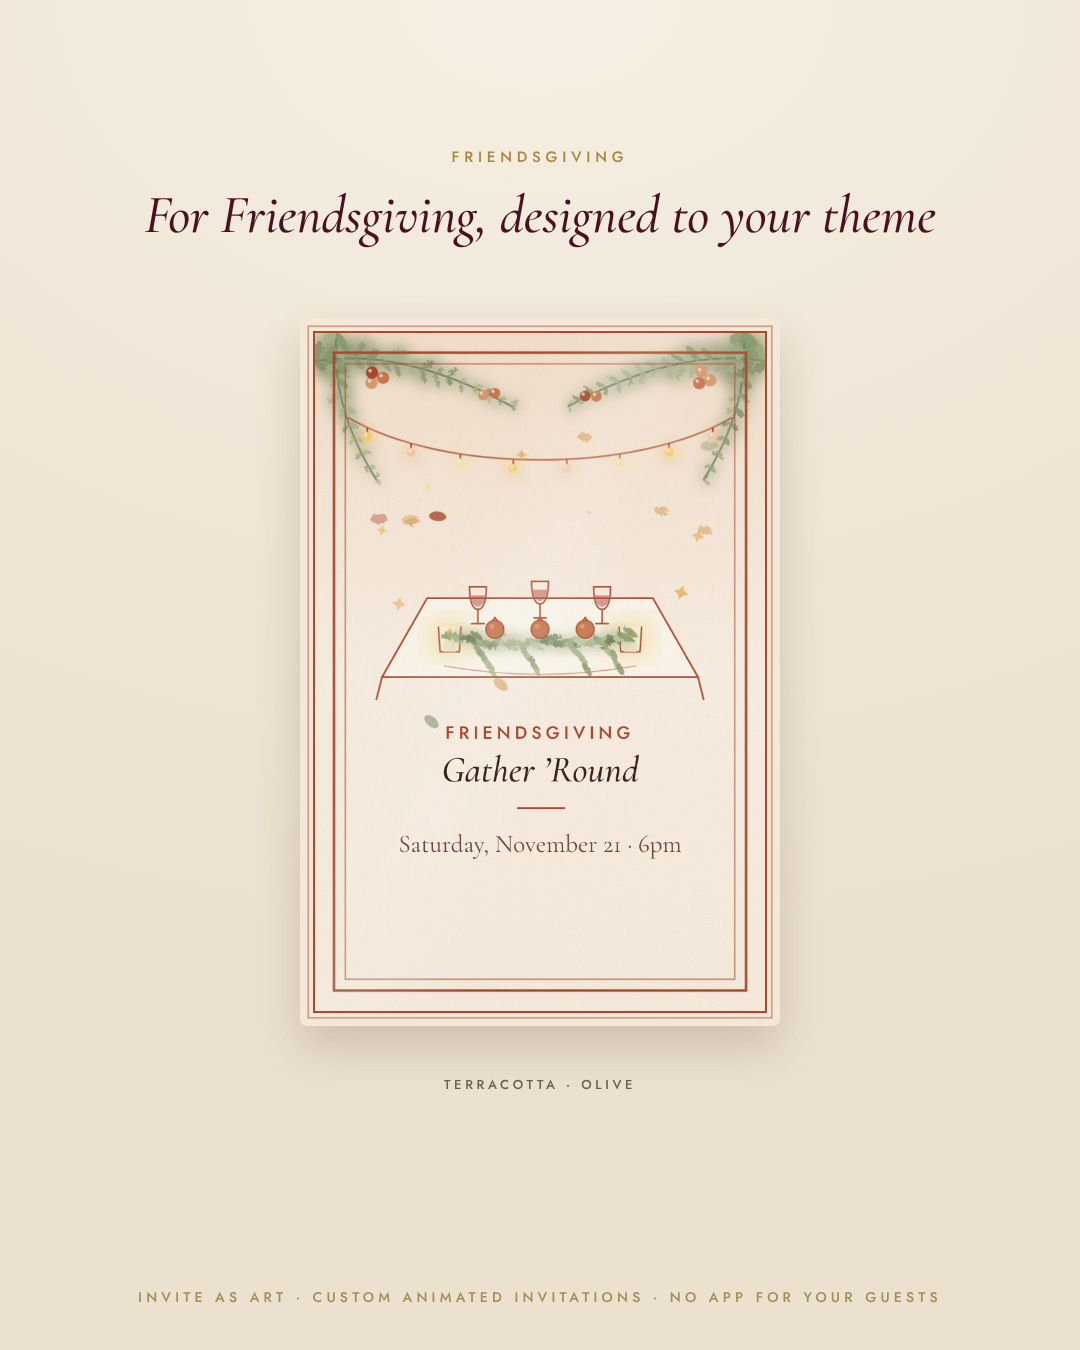 FRIENDSGIVING
For Friendsgiving, designed to your theme
FRIENDSGIVING
Gather ’Round
Saturday, November 21 · 6pm
TERRACOTTA · OLIVE
INVITE AS ART · CUSTOM ANIMATED INVITATIONS · NO APP FOR YOUR GUESTS